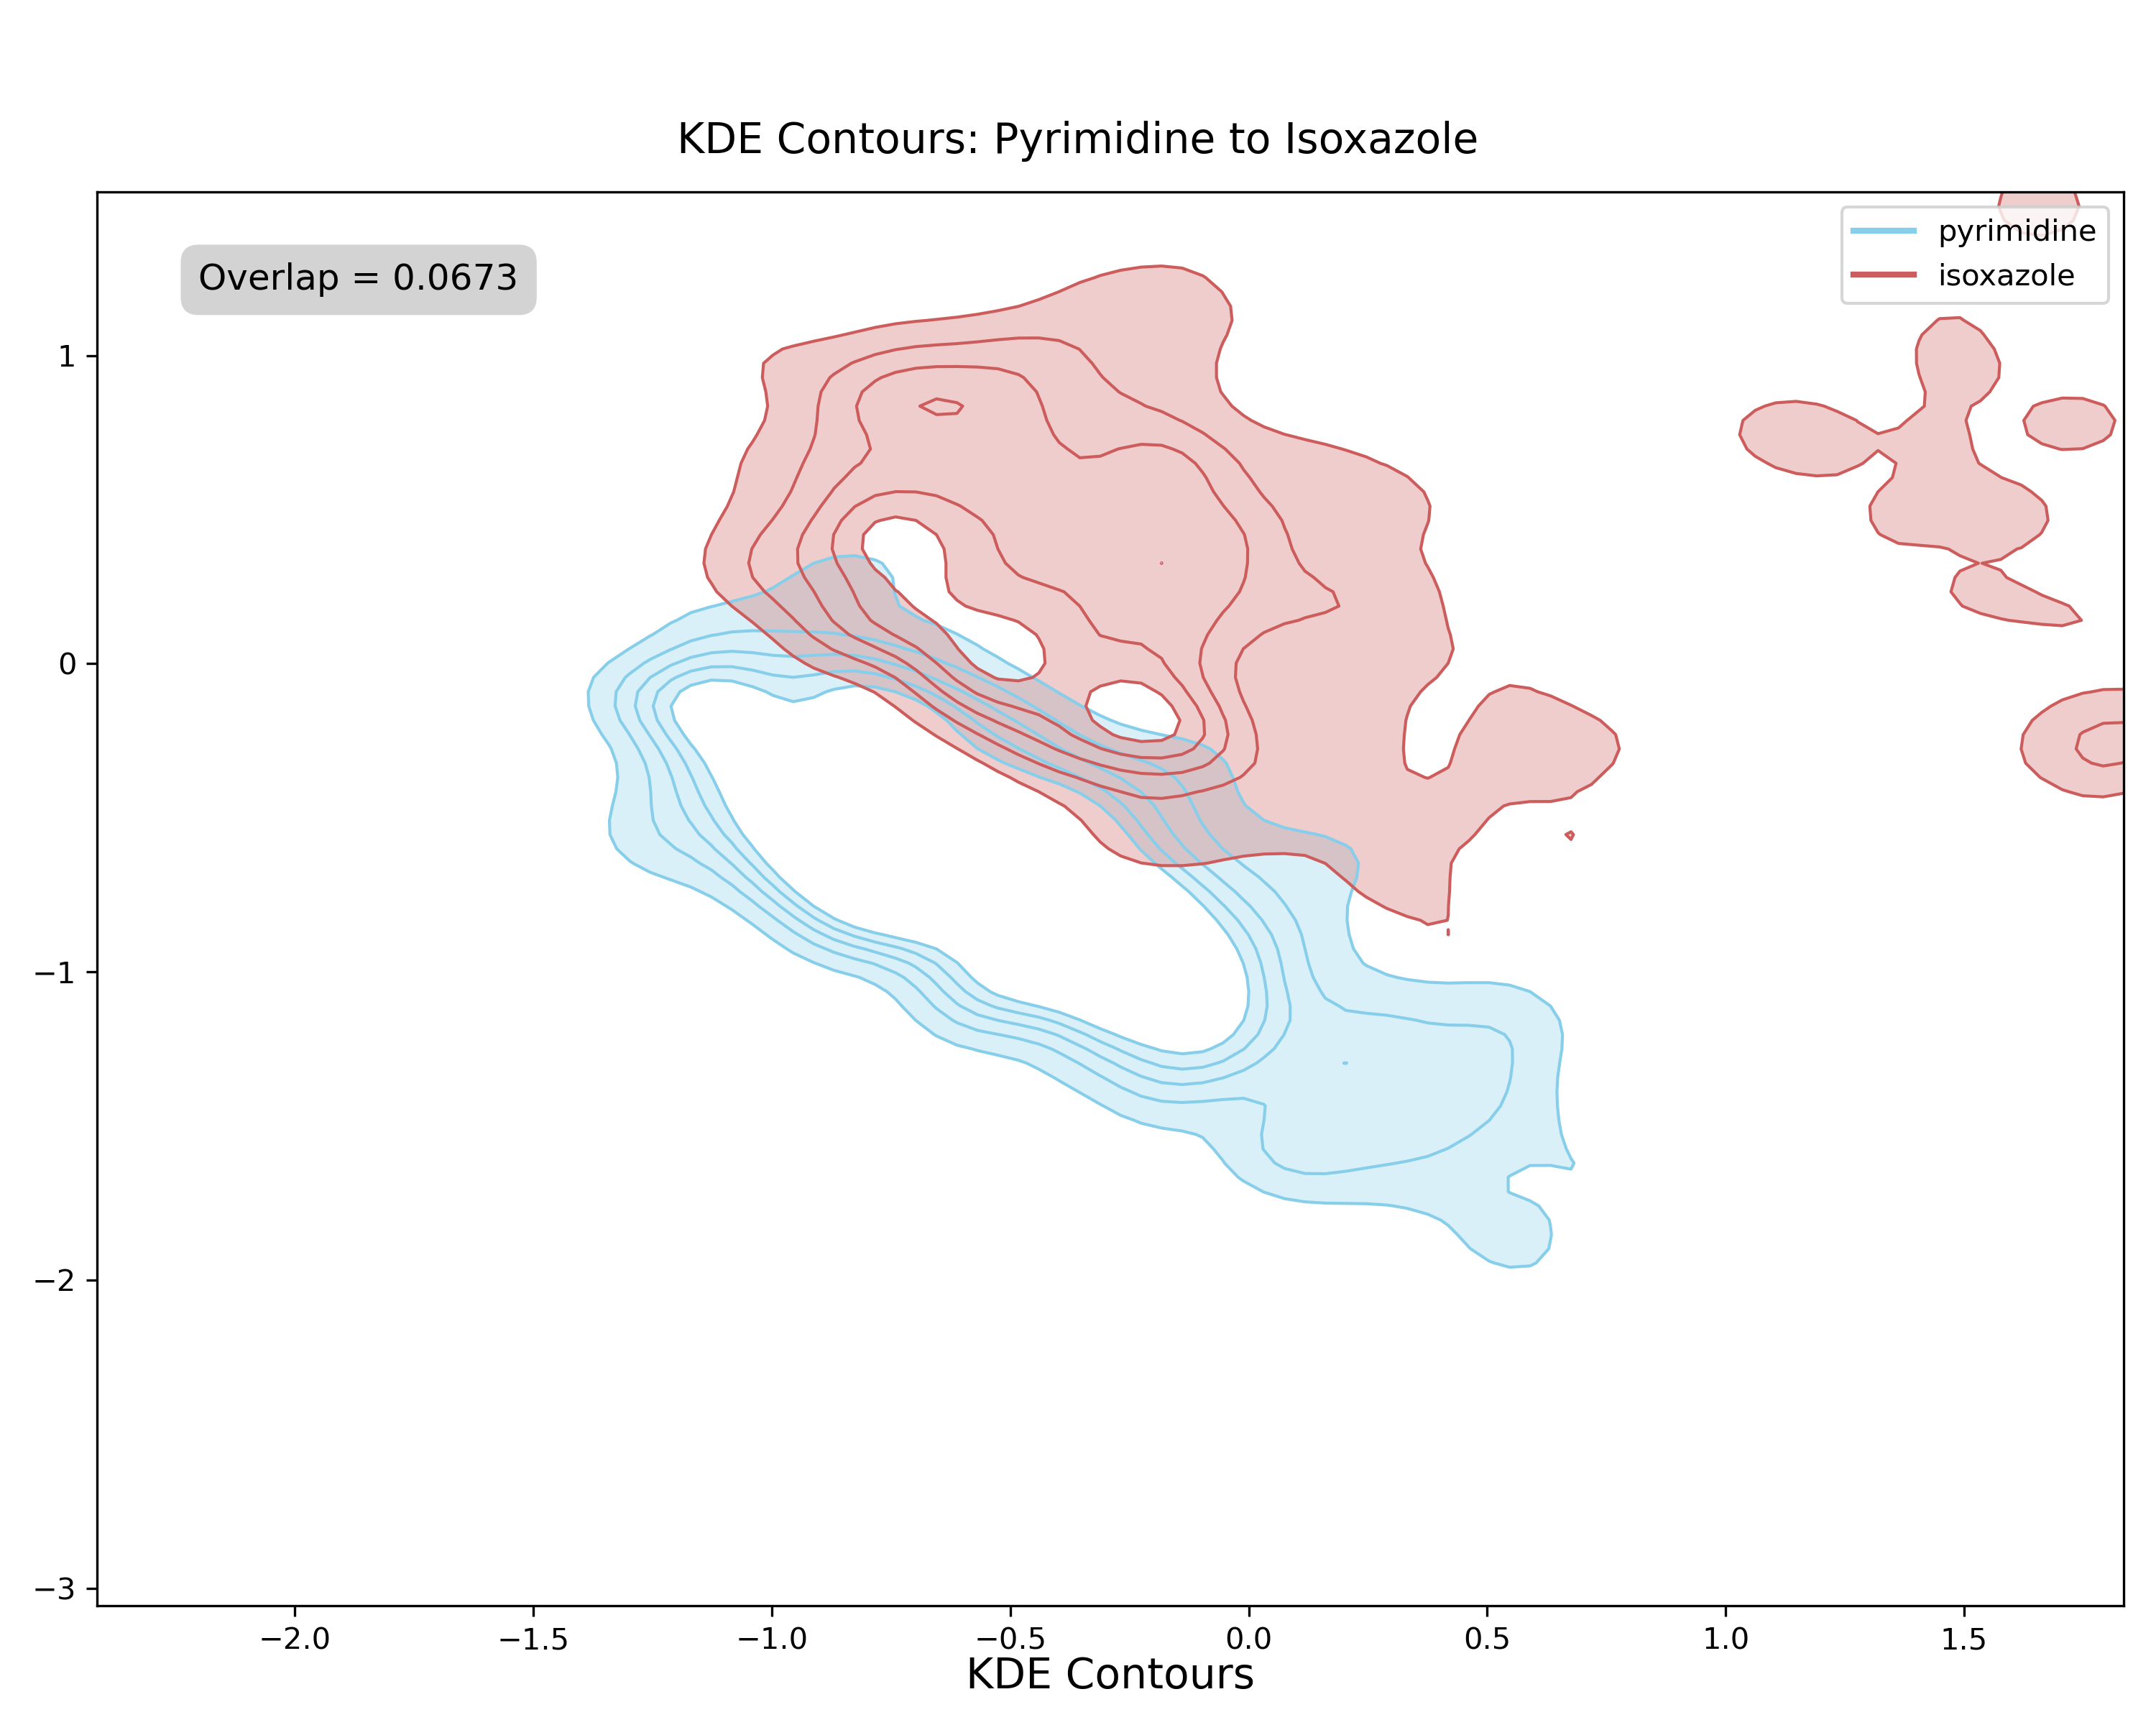 KDE Contours: Pyrimidine to Isoxazole
Overlap = 0.0673
pyrimidine
isoxazole
1
0
−1
−2
−3
−2.0 −1.5 −1.0 −0.5 0.0 0.5 1.0 1.5
KDE Contours